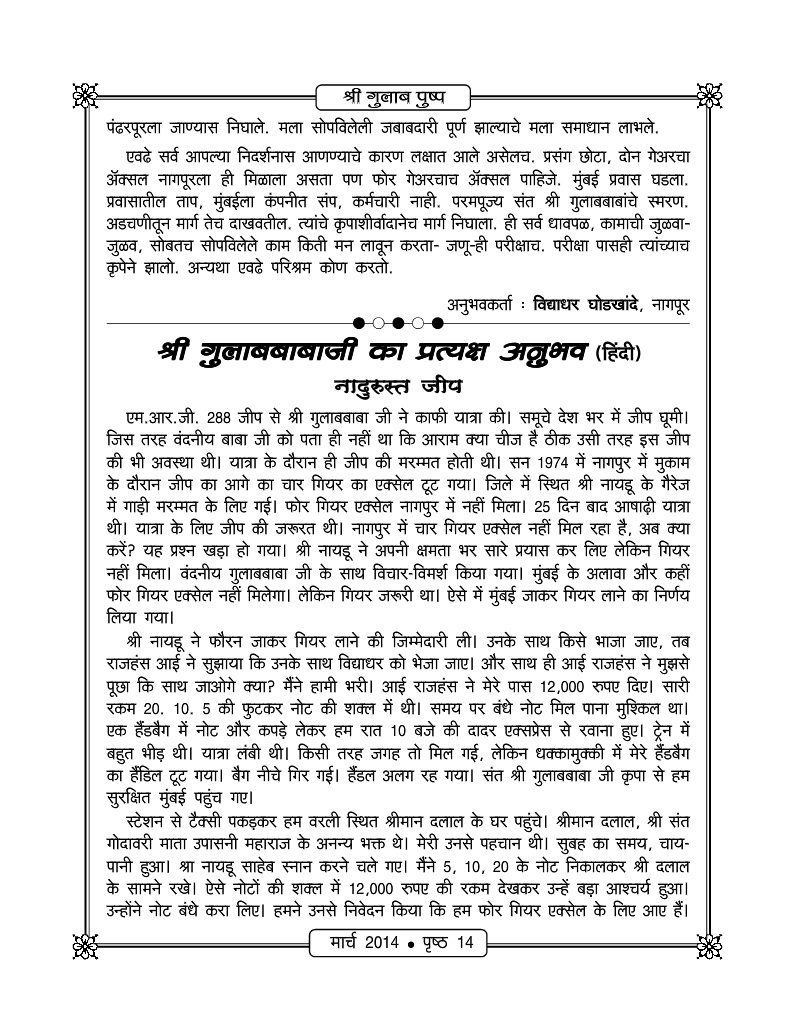 श्री गुलाब पुष्प
पंढरपूरला जाण्यास निघाले. मला सोपविलेली जबाबदारी पूर्ण झाल्याचे मला समाधान लाभले.
एवढे सर्व आपल्या निदर्शनास आणण्याचे कारण लक्षात आले असेलच. प्रसंग छोटा, दोन गेअरचा
ॲक्सल नागपूरला ही मिळाला असता पण फोर गेअरचाच ॲक्सल पाहिजे. मुंबई प्रवास घडला.
प्रवासातील ताप, मुंबईला कंपनीत संप, कर्मचारी नाही. परमपूज्य संत श्री गुलाबबाबांचे स्मरण.
अडचणीतून मार्ग तेच दाखवतील. त्यांचे कृपाशीर्वादानेच मार्ग निघाला. ही सर्व धावपळ, कामाची जुळवा-
जुळव, सोबतच सोपविलेले काम किती मन लावून करता- जणू-ही परीक्षाच. परीक्षा पासही त्यांच्याच
कृपेने झालो. अन्यथा एवढे परिश्रम कोण करतो.
अनुभवकर्ता : विद्याधर घोडखांदे, नागपूर
श्री गुलाबबाबाजी का प्रत्यक्ष अनुभव (हिंदी)
नादुरुस्त जीप
एम.आर.जी. 288 जीप से श्री गुलाबबाबा जी ने काफी यात्रा की। समूचे देश भर में जीप घूमी।
जिस तरह वंदनीय बाबा जी को पता ही नहीं था कि आराम क्या चीज है ठीक उसी तरह इस जीप
की भी अवस्था थी। यात्रा के दौरान ही जीप की मरम्मत होती थी। सन 1974 में नागपुर में मुकाम
के दौरान जीप का आगे का चार गियर का एक्सेल टूट गया। जिले में स्थित श्री नायडू के गैरेज
में गाड़ी मरम्मत के लिए गई। फोर गियर एक्सेल नागपुर में नहीं मिला। 25 दिन बाद आषाढ़ी यात्रा
थी। यात्रा के लिए जीप की जरूरत थी। नागपुर में चार गियर एक्सेल नहीं मिल रहा है, अब क्या
करें? यह प्रश्न खड़ा हो गया। श्री नायडू ने अपनी क्षमता भर सारे प्रयास कर लिए लेकिन गियर
नहीं मिला। वंदनीय गुलाबबाबा जी के साथ विचार-विमर्श किया गया। मुंबई के अलावा और कहीं
फोर गियर एक्सेल नहीं मिलेगा। लेकिन गियर जरूरी था। ऐसे में मुंबई जाकर गियर लाने का निर्णय
लिया गया।
श्री नायडू ने फौरन जाकर गियर लाने की जिम्मेदारी ली। उनके साथ किसे भाजा जाए, तब
राजहंस आई ने सुझाया कि उनके साथ विद्याधर को भेजा जाए। और साथ ही आई राजहंस ने मुझसे
पूछा कि साथ जाओगे क्या? मैंने हामी भरी। आई राजहंस ने मेरे पास 12,000 रुपए दिए। सारी
रकम 20. 10. 5 की फुटकर नोट की शक्ल में थी। समय पर बंधे नोट मिल पाना मुश्किल था।
एक हैंडबैग में नोट और कपड़े लेकर हम रात 10 बजे की दादर एक्सप्रेस से रवाना हुए। ट्रेन में
बहुत भीड़ थी। यात्रा लंबी थी। किसी तरह जगह तो मिल गई, लेकिन धक्कामुक्की में मेरे हैंडबैग
का हैंडिल टूट गया। बैग नीचे गिर गई। हैंडल अलग रह गया। संत श्री गुलाबबाबा जी कृपा से हम
सुरक्षित मुंबई पहुंच गए।
स्टेशन से टैक्सी पकड़कर हम वरली स्थित श्रीमान दलाल के घर पहुंचे। श्रीमान दलाल, श्री संत
गोदावरी माता उपासनी महाराज के अनन्य भक्त थे। मेरी उनसे पहचान थी। सुबह का समय, चाय-
पानी हुआ। श्रा नायडू साहेब स्नान करने चले गए। मैंने 5, 10, 20 के नोट निकालकर श्री दलाल
के सामने रखे। ऐसे नोटों की शक्ल में 12,000 रुपए की रकम देखकर उन्हें बड़ा आश्चर्य हुआ।
उन्होंने नोट बंधे करा लिए। हमने उनसे निवेदन किया कि हम फोर गियर एक्सेल के लिए आए हैं।
मार्च 2014 ● पृष्ठ 14